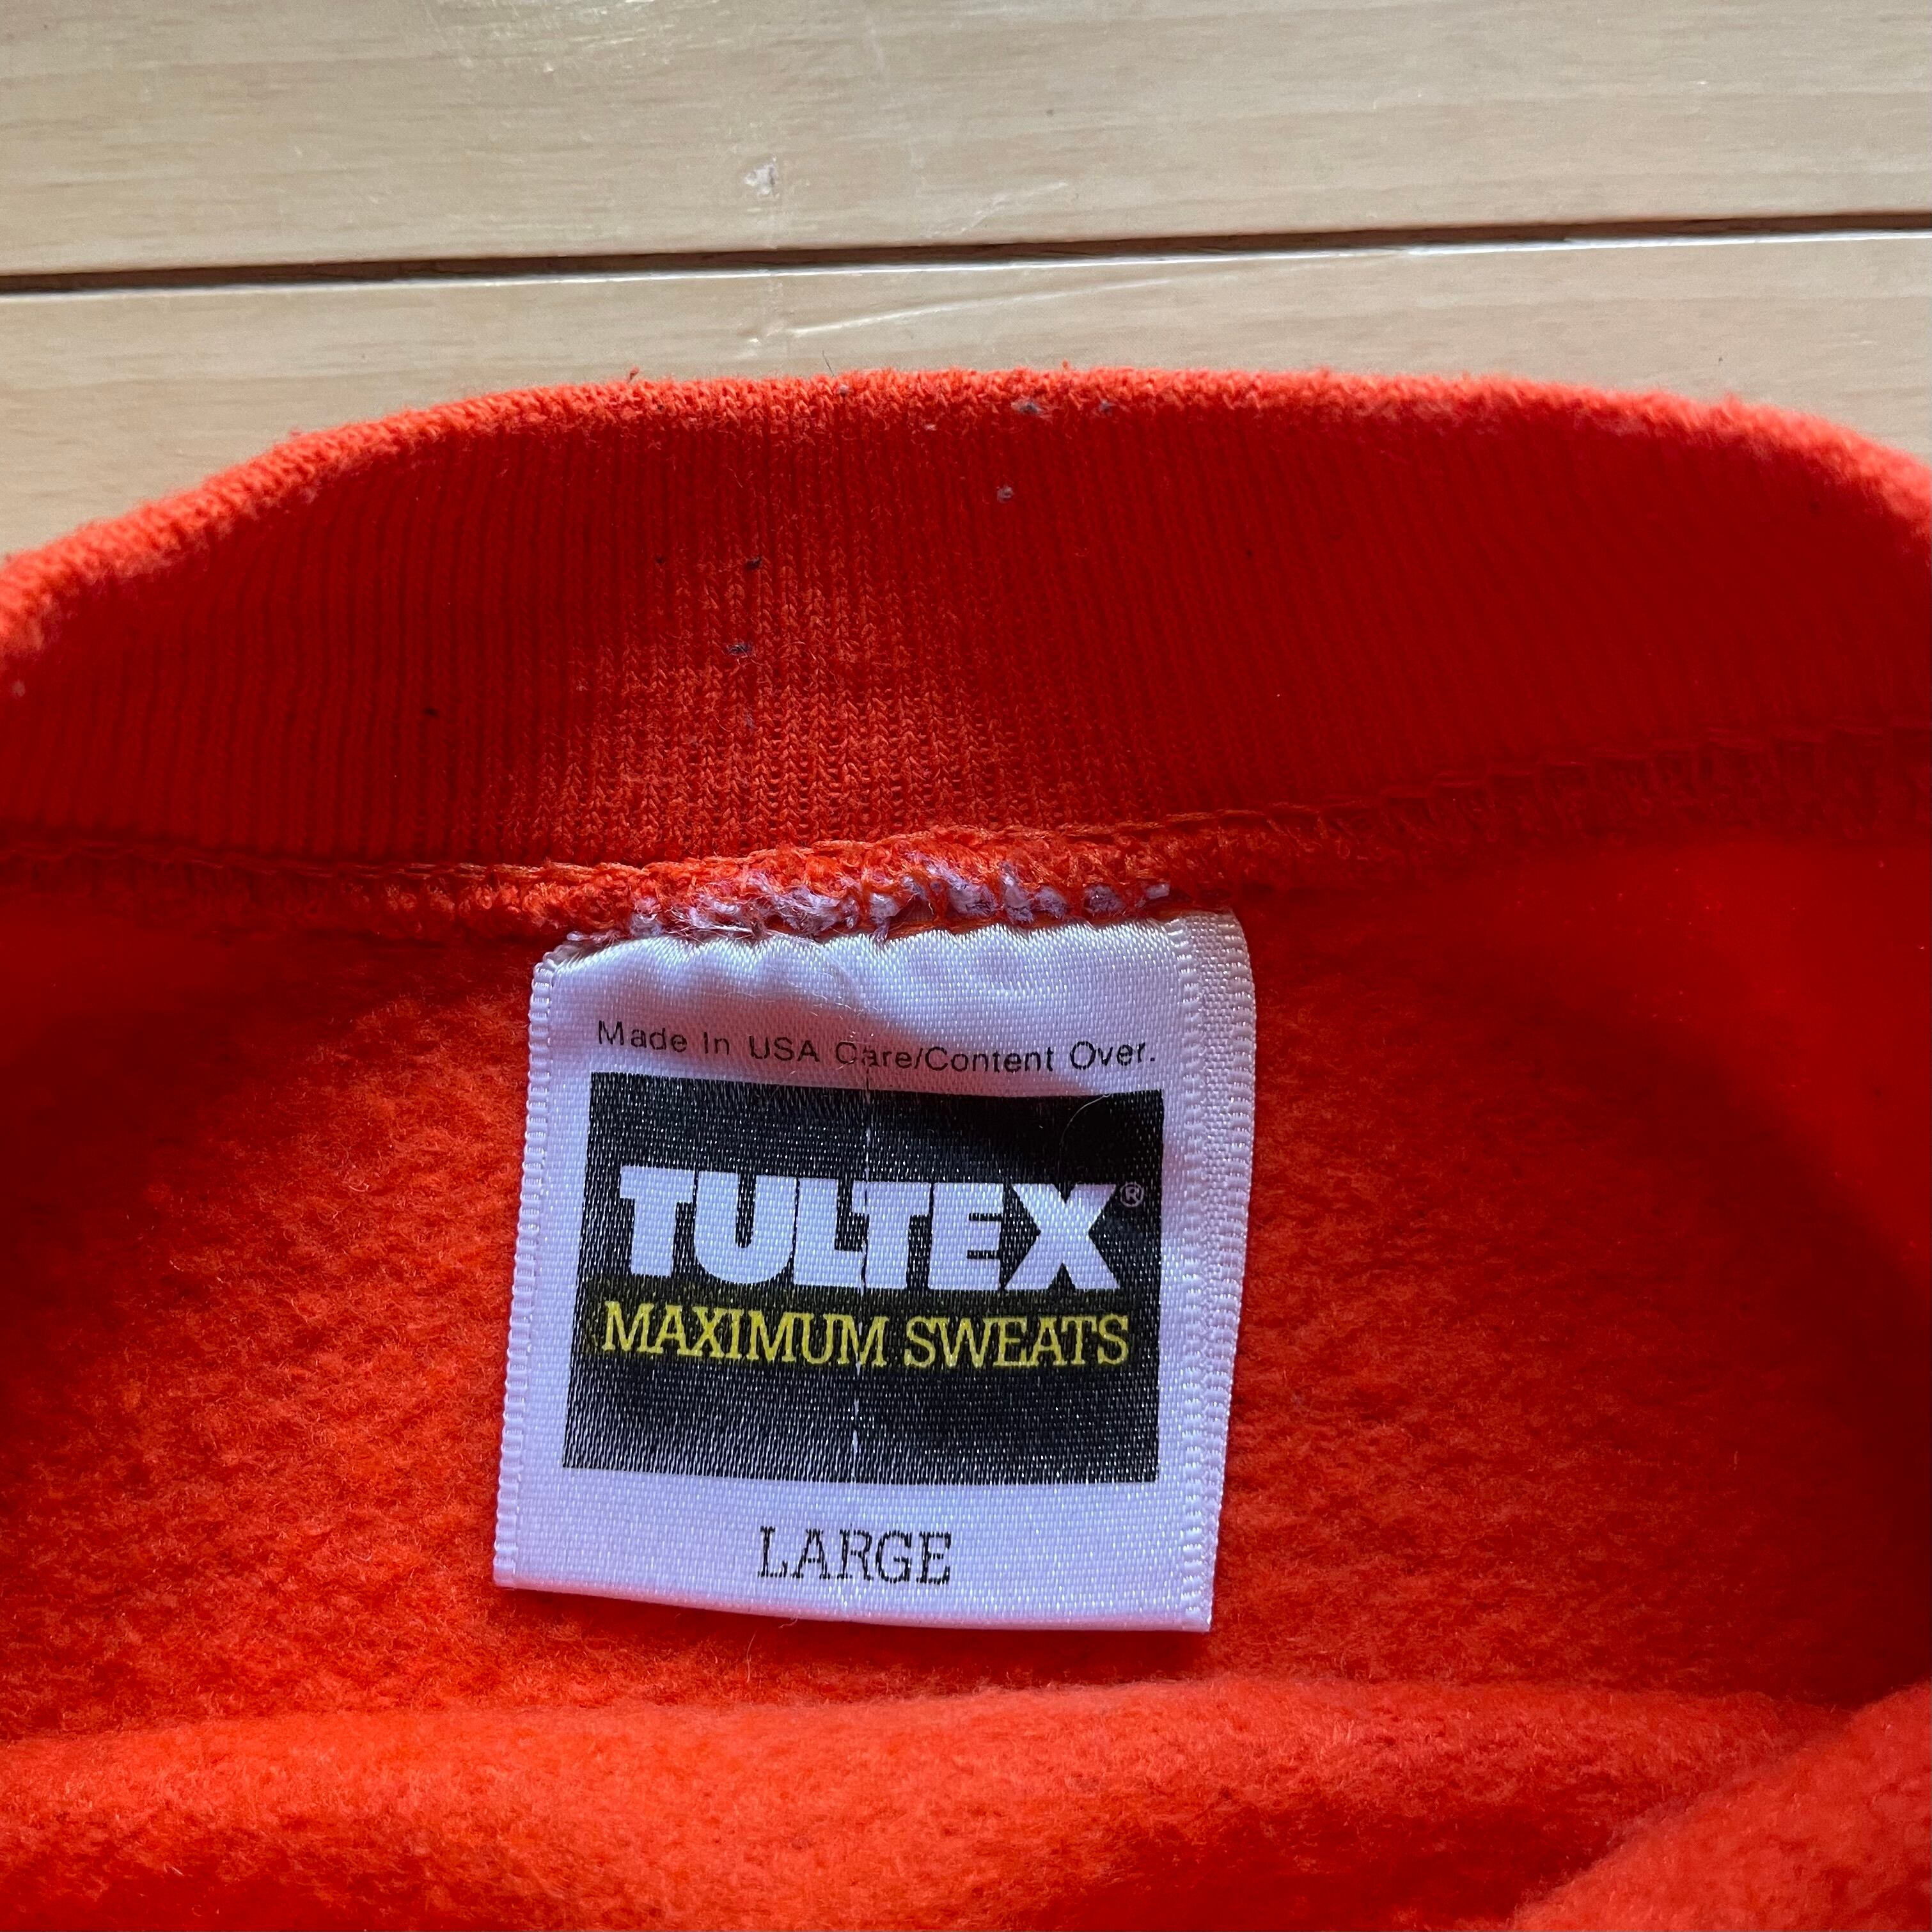 Made In USA Care/Content Over.
TULTEX®
MAXIMUM SWEATS
LARGE